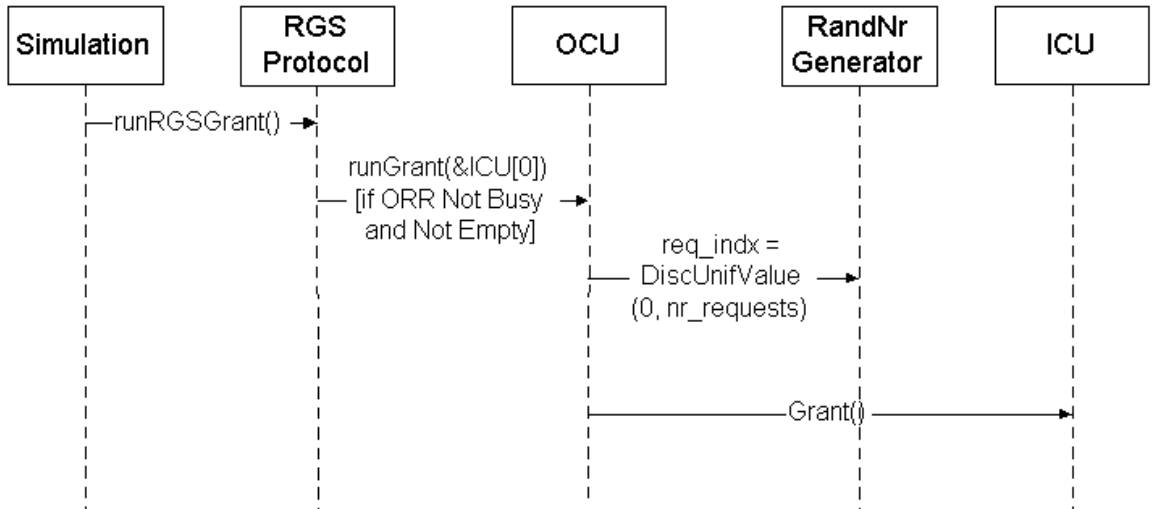 Simulation
RGS
Protocol
OCU
RandNr
Generator
ICU
runRGSGrant()
runGrant(&ICU[0])
[if ORR Not Busy
and Not Empty]
req_indx =
DiscUnifValue
(0, nr_requests)
Grant()